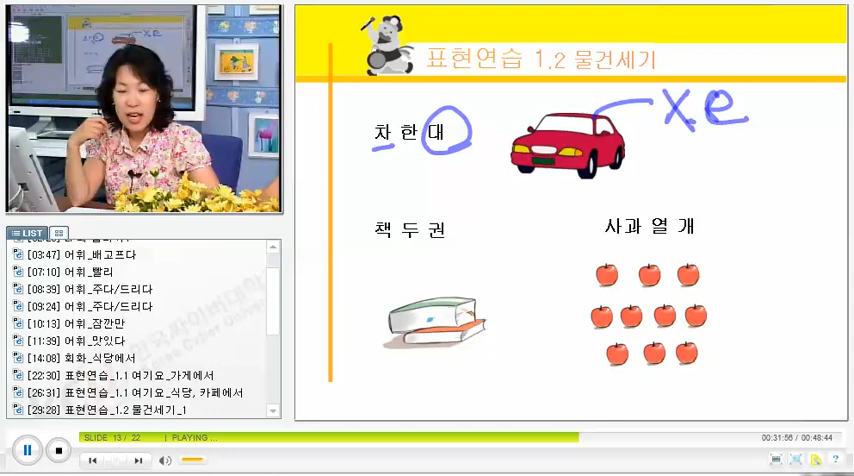 표현연습 1.2 물건세기
차 한 대
xe
책 두 권
사과 열 개
LIST
[03:47] 어휘_배고프다
[07:10] 어휘_빨리
[08:39] 어휘_주다/드리다
[09:24] 어휘_주다/드리다
[10:13] 어휘_잠깐만
[11:39] 어휘_맛있다
[14:08] 회화_식당에서
[22:30] 표현연습_1.1 여기요_가게에서
[26:31] 표현연습_1.1 여기요_식당, 카페에서
[29:28] 표현연습_1.2 물건세기_1
SLIDE 13 / 22 | PLAYING ...
00:31:56 / 00:48:44